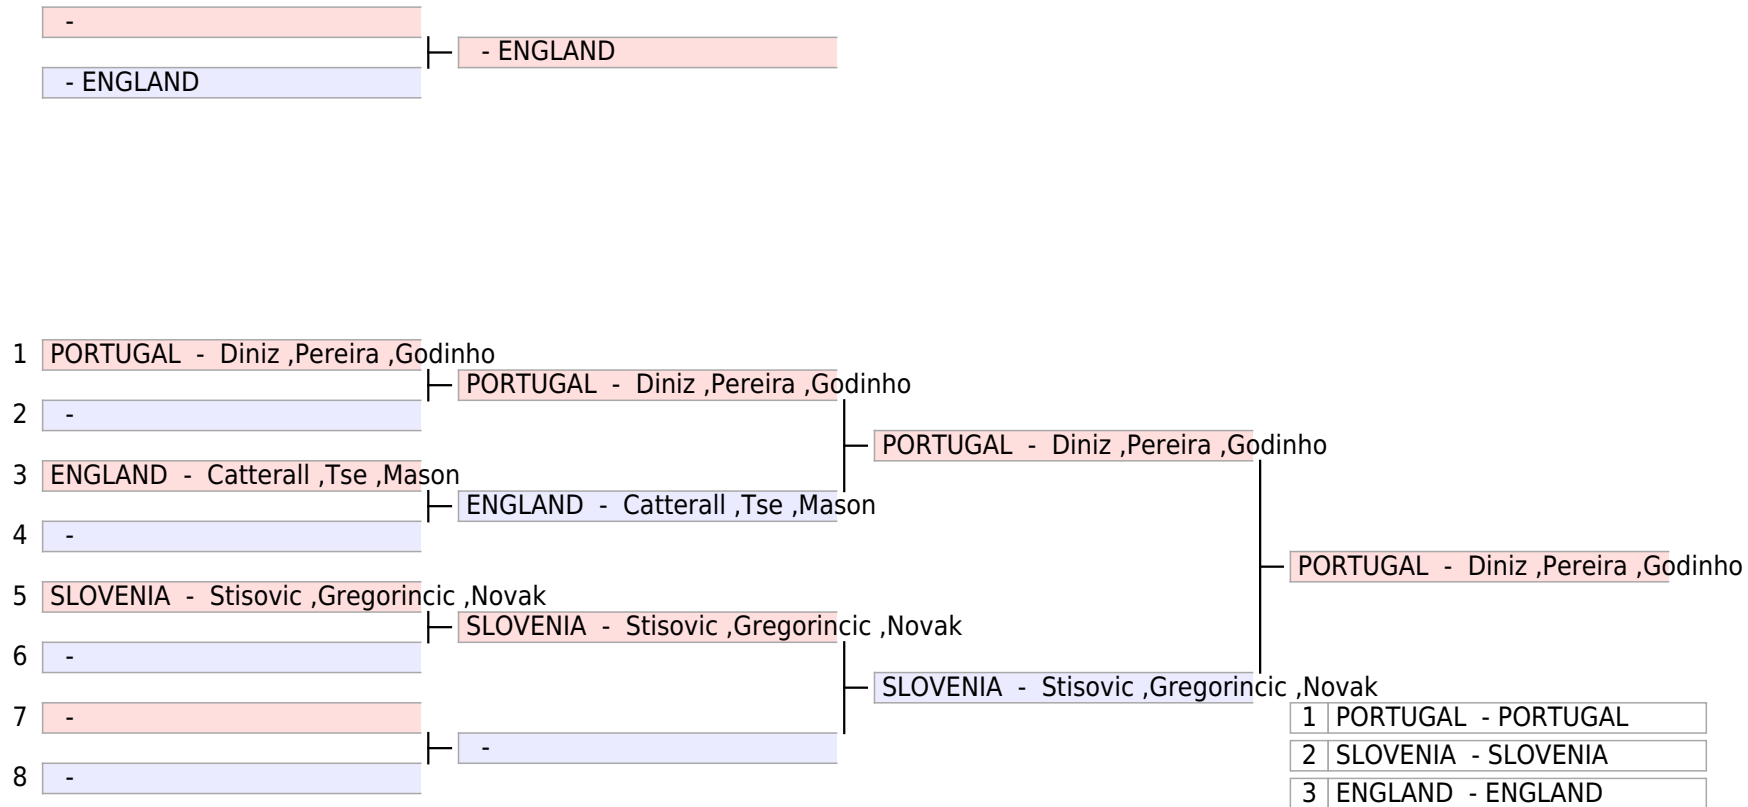 -
- ENGLAND
- ENGLAND
1 PORTUGAL - Diniz ,Pereira ,Godinho
PORTUGAL - Diniz ,Pereira ,Godinho
2 -
PORTUGAL - Diniz ,Pereira ,Godinho
3 ENGLAND - Catterall ,Tse ,Mason
ENGLAND - Catterall ,Tse ,Mason
4 -
PORTUGAL - Diniz ,Pereira ,Godinho
5 SLOVENIA - Stisovic ,Gregorincic ,Novak
SLOVENIA - Stisovic ,Gregorincic ,Novak
6 -
SLOVENIA - Stisovic ,Gregorincic ,Novak
7 -
-
8 -
1 PORTUGAL - PORTUGAL
2 SLOVENIA - SLOVENIA
3 ENGLAND - ENGLAND